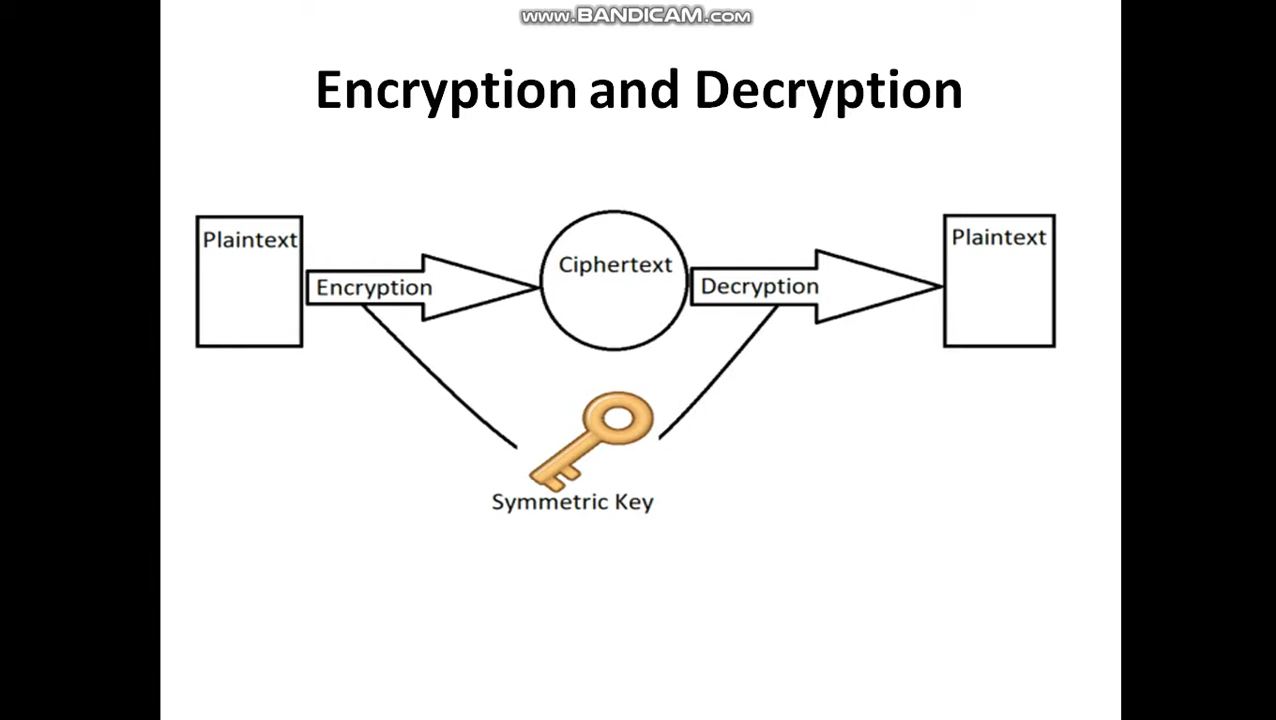 www.BANDICAM.com
Encryption and Decryption
Plaintext
Encryption
Ciphertext
Decryption
Plaintext
Symmetric Key